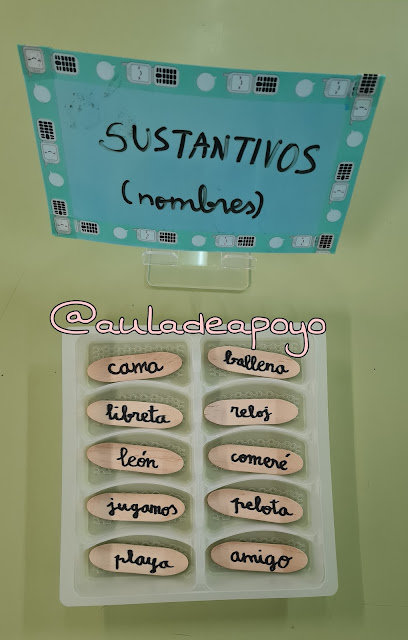 SUSTANTIVOS
(nombres)
@auladeapoyo
cama
ballena
libreta
reloj
león
comeré
jugamos
pelota
playa
amigo